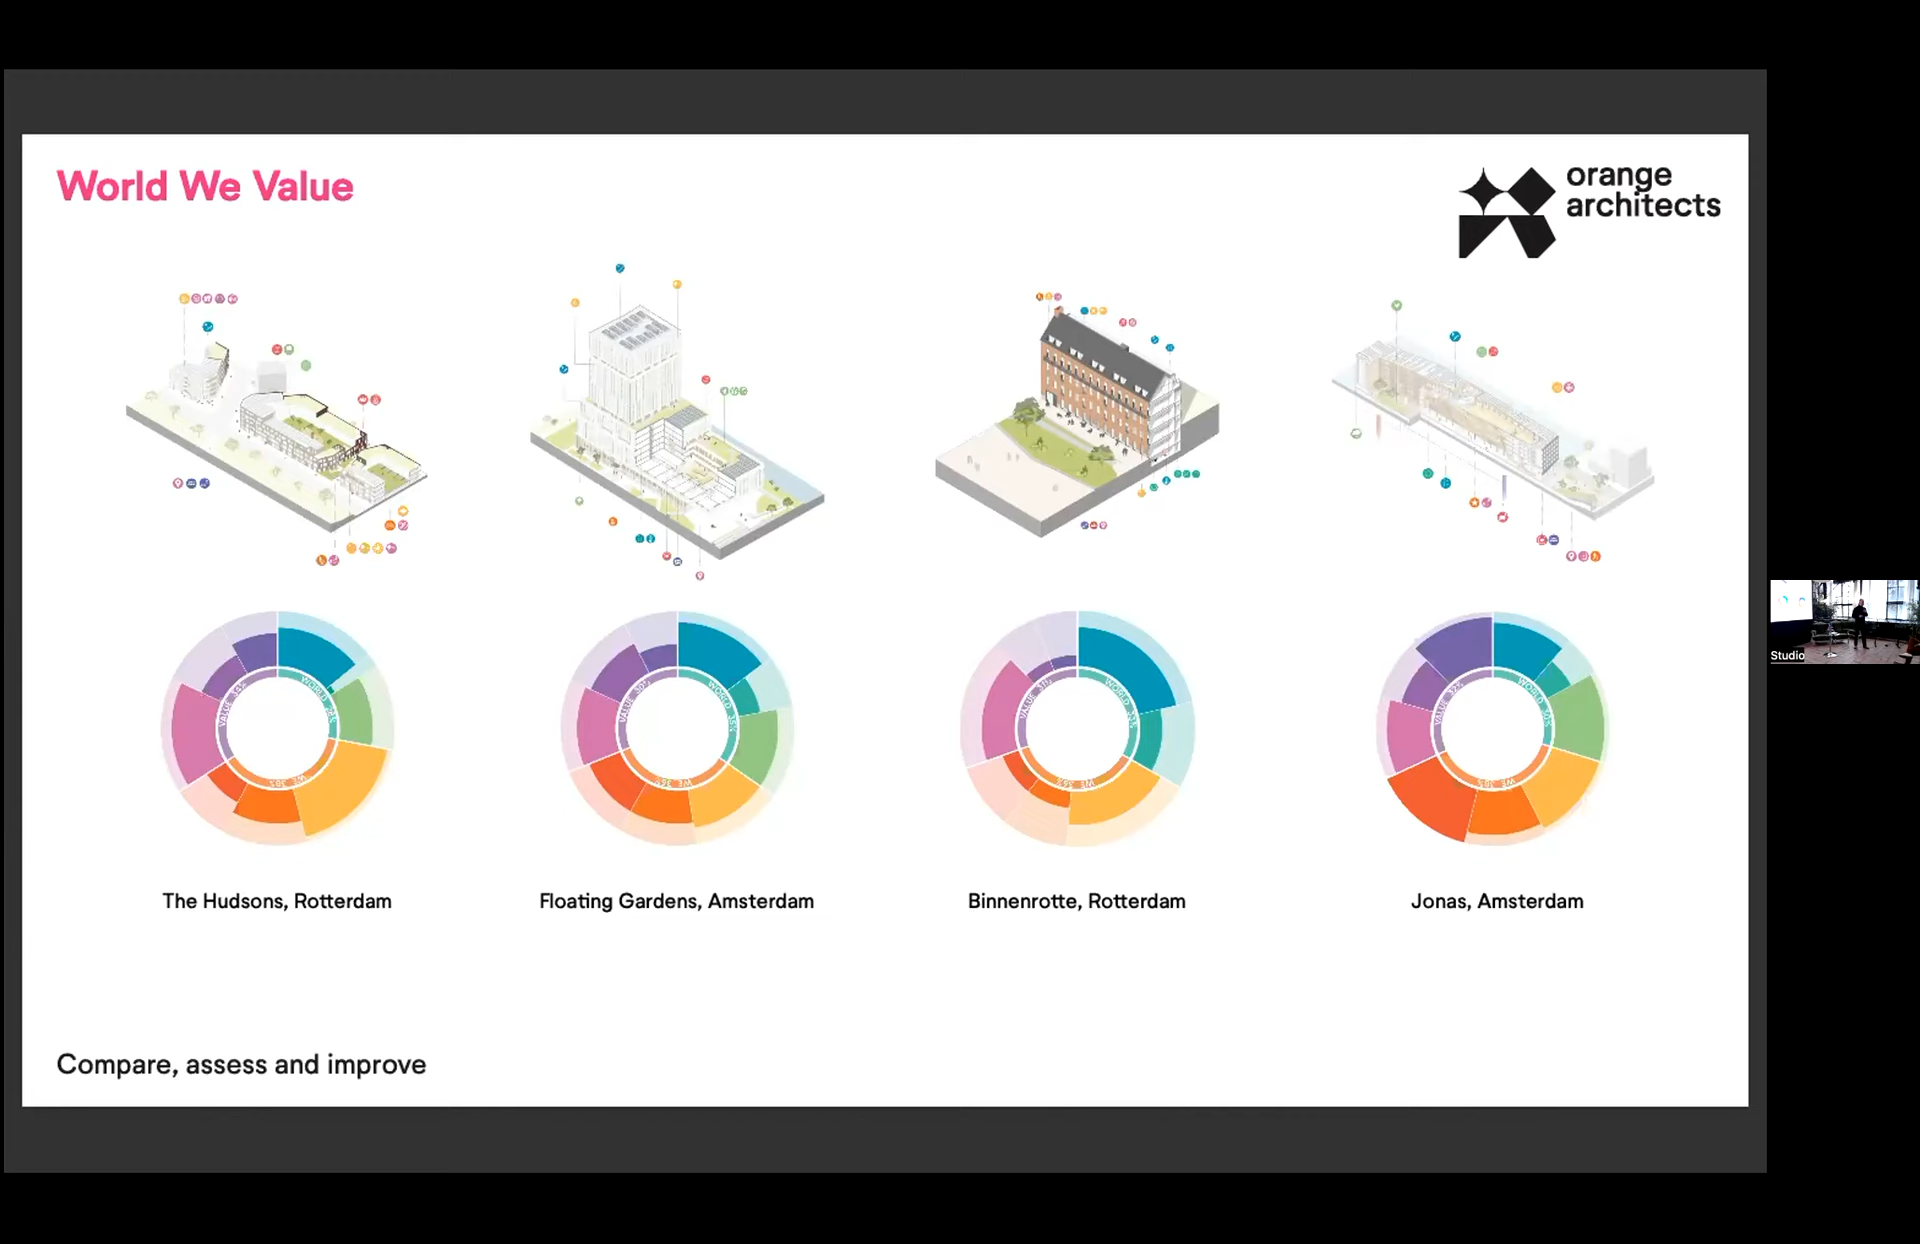 World We Value
orange
architects
The Hudsons, Rotterdam
Floating Gardens, Amsterdam
Binnenrotte, Rotterdam
Jonas, Amsterdam
Compare, assess and improve
Studio